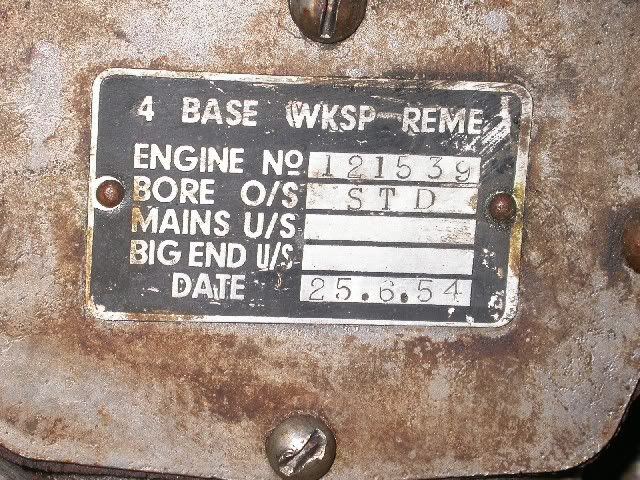 4 BASE WKSP REME
ENGINE No 121539
BORE O/S STD
MAINS U/S
BIG END U/S
DATE 25.6.54